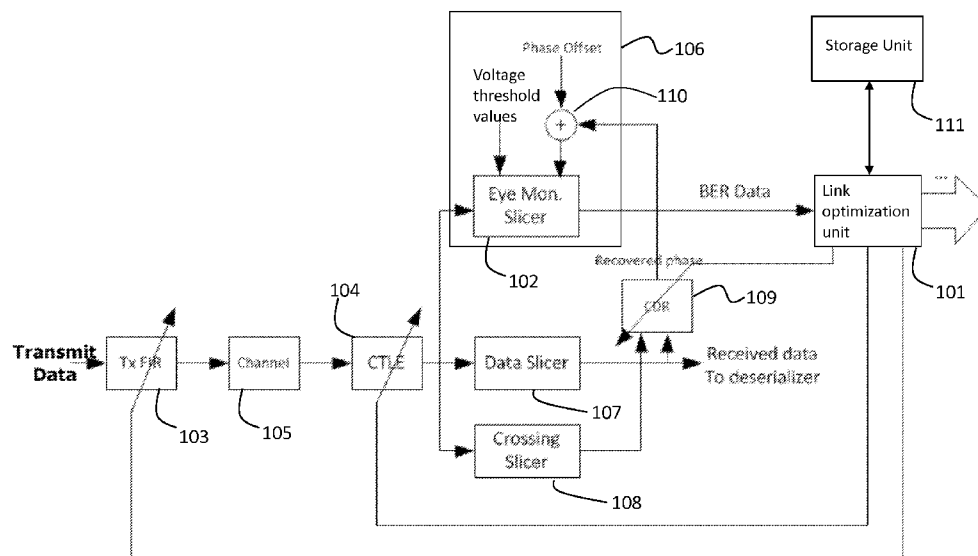 Phase Offset
106
Storage Unit
Voltage
threshold
values
110
+
111
Eye Mon.
Slicer
BER Data
Link
optimization
unit
...
102
Recovered phase
101
104
CDR
109
Transmit
Data
Tx FIR
Channel
CTLE
Data Slicer
Received data
To deserializer
103
105
107
Crossing
Slicer
108